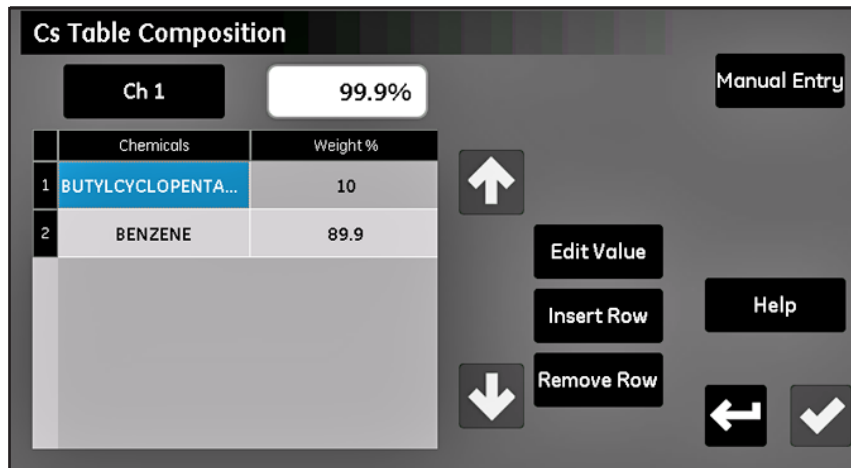 Cs Table Composition
Ch 1
99.9%
Manual Entry
Chemicals Weight %
1 BUTYLCYCLOPENTA... 10
2 BENZENE 89.9
Edit Value
Insert Row
Help
Remove Row